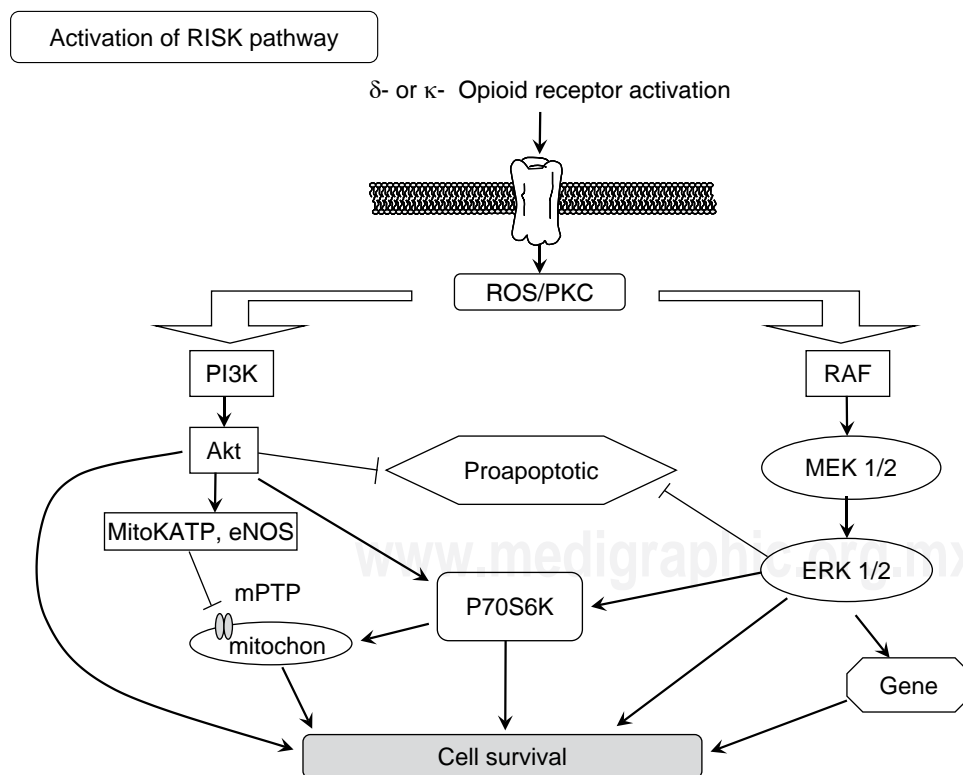 Activation of RISK pathway
δ- or κ- Opioid receptor activation
ROS/PKC
PI3K
RAF
Akt
Proapoptotic
MEK 1/2
MitoKATP, eNOS
www.medigraphic.org.mx
ERK 1/2
mPTP
P70S6K
mitochon
Gene
Cell survival